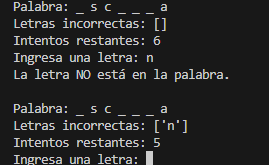 Palabra: _ s c _ _ _ a
Letras incorrectas: []
Intentos restantes: 6
Ingresa una letra: n
La letra NO está en la palabra.

Palabra: _ s c _ _ _ a
Letras incorrectas: ['n']
Intentos restantes: 5
Ingresa una letra: